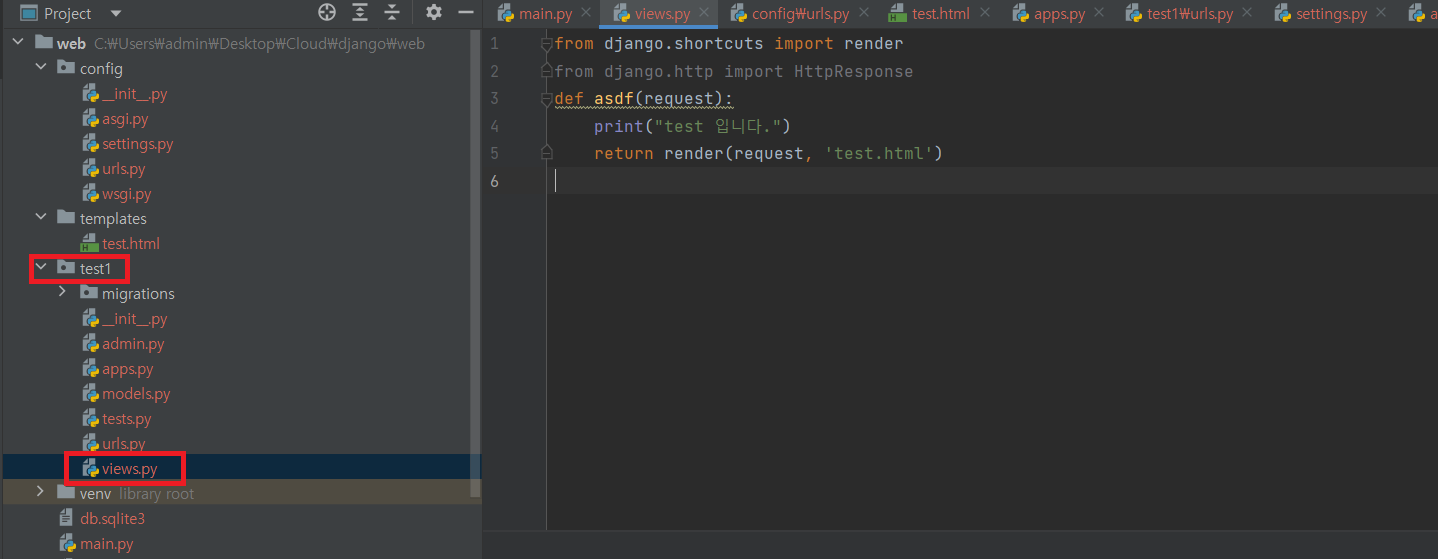 Project
main.py
views.py
config₩urls.py
test.html
apps.py
test1₩urls.py
settings.py
a
web C:₩Users₩admin₩Desktop₩Cloud₩django₩web
config
__init__.py
asgi.py
settings.py
urls.py
wsgi.py
templates
test.html
test1
migrations
__init__.py
admin.py
apps.py
models.py
tests.py
urls.py
views.py
venv library root
db.sqlite3
main.py
1 from django.shortcuts import render
2 from django.http import HttpResponse
3 def asdf(request):
4 print("test 입니다.")
5 return render(request, 'test.html')
6